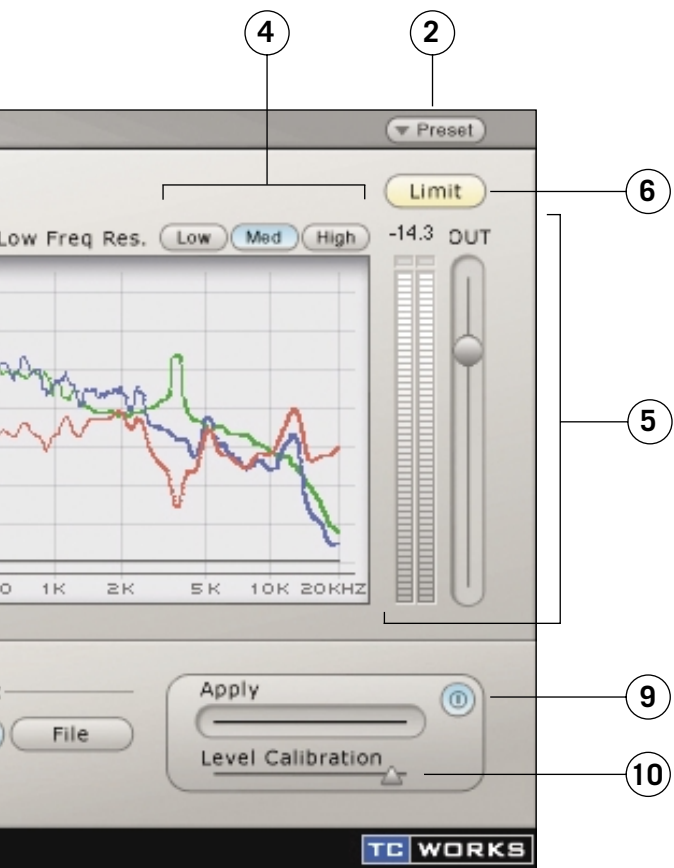 4 2
Preset
Limit 6
Low Freq Res. Low Med High -14.3 OUT
5
1K 2K 5K 10K 20KHZ
Apply 9
File
Level Calibration 10
TC WORKS